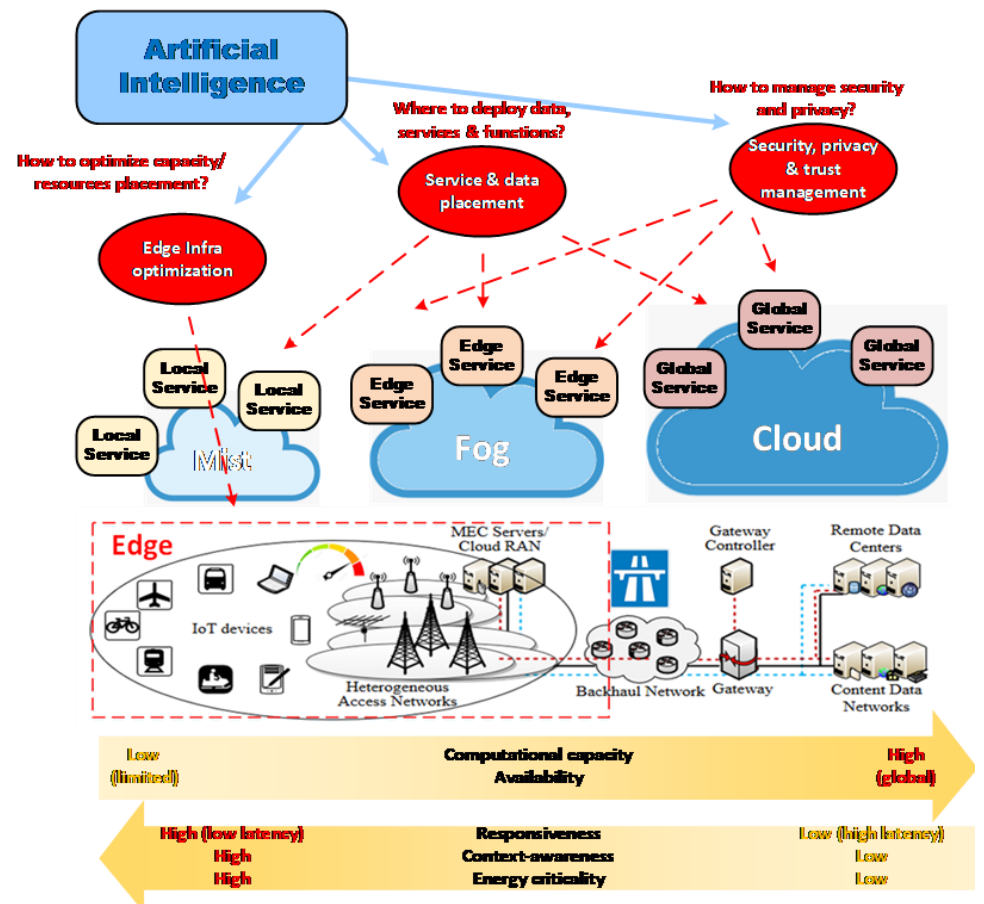 Artificial
Intelligence
How to manage security
and privacy?
Where to deploy data,
services & functions?
How to optimize capacity/
resources placement?
Security, privacy
& trust
management
Service & data
placement
Edge Infra
optimization
Global
Service
Edge
Service
Global
Service
Local
Service
Global
Service
Edge
Service
Edge
Service
Local
Service
Local
Service
Mist
Fog
Cloud
Edge
MEC Servers/
Cloud RAN
Gateway
Controller
Remote Data
Centers
IoT devices
Heterogeneous
Access Networks
Backhaul Network
Gateway
Content Data
Networks
Low
(limited)
Computational capacity
Availability
High
(global)
High (low latency)
Responsiveness
Low (high latency)
High
Context-awareness
Low
High
Energy criticality
Low